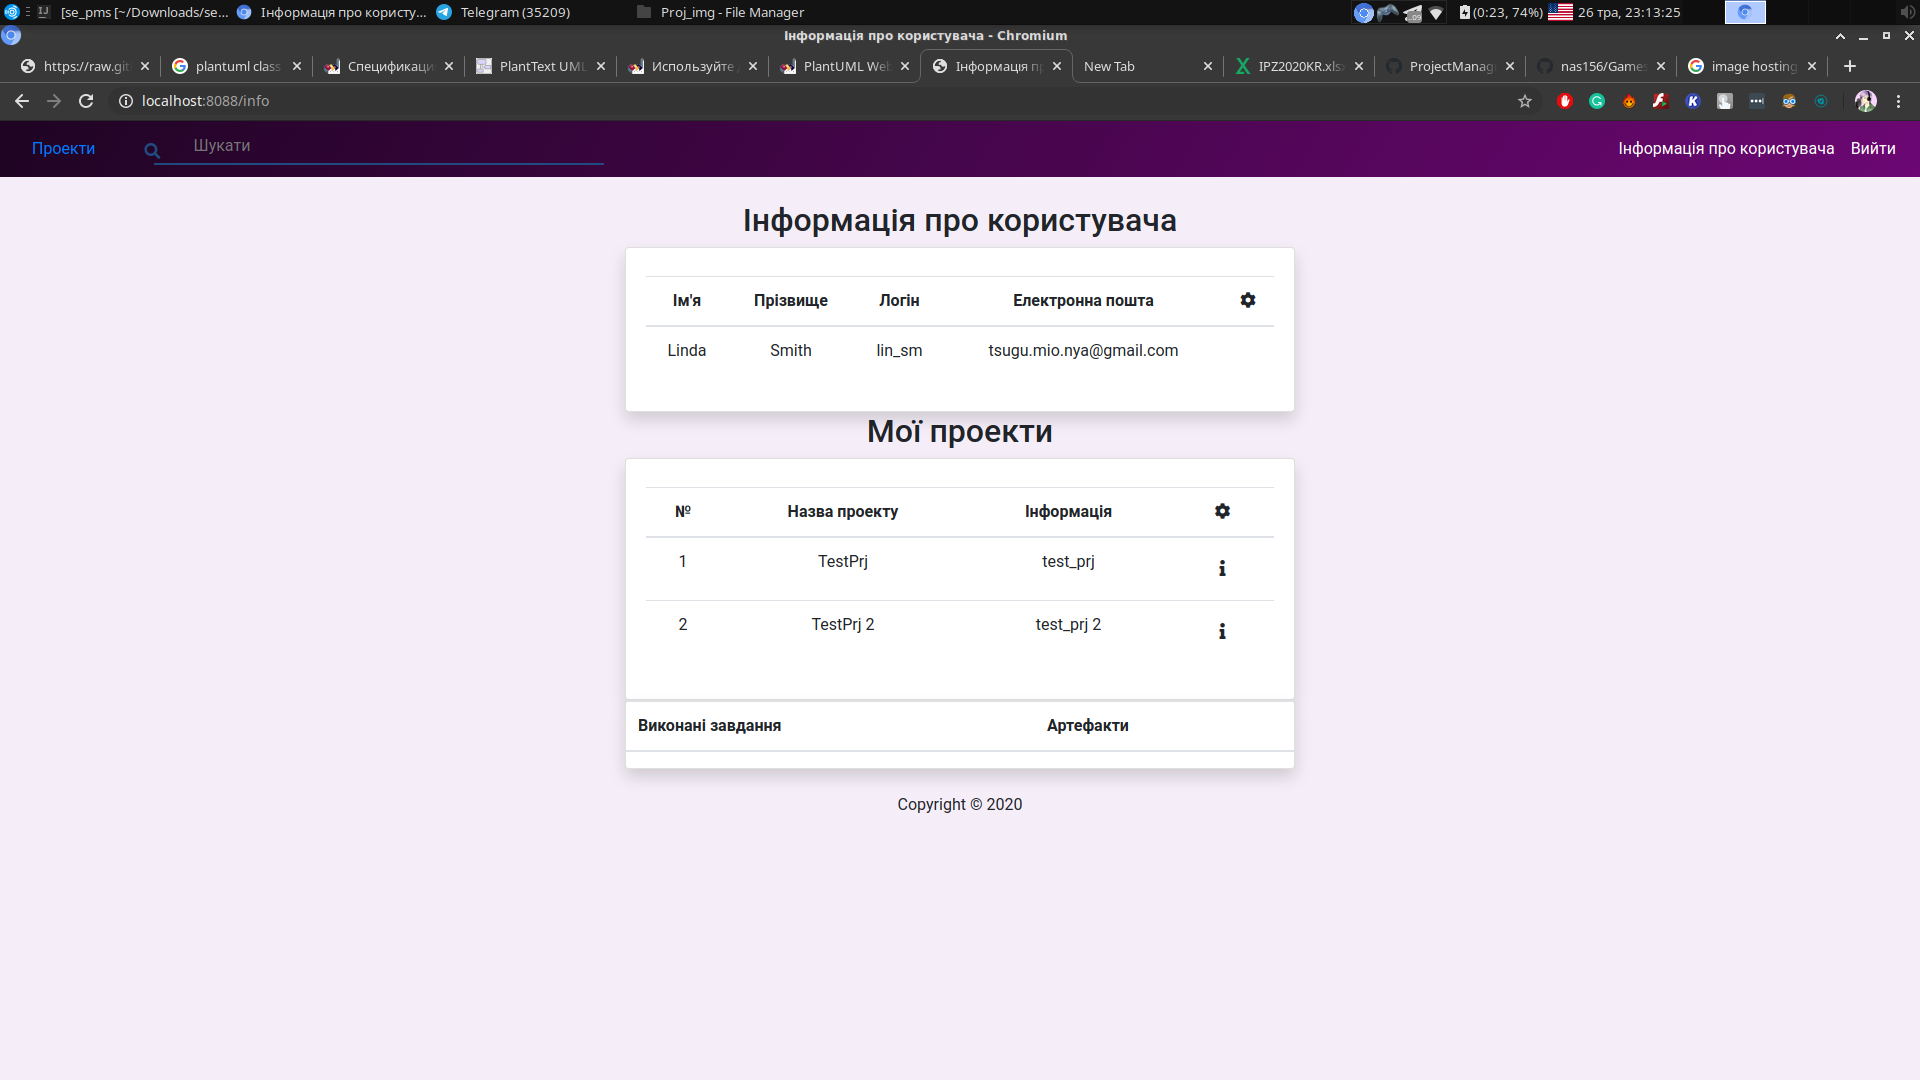 [se_pms [~/Downloads/se... Інформація про користу... Telegram (35209) Proj_img - File Manager (0:23, 74%) 26 тра, 23:13:25
Інформація про користувача - Chromium
https://raw.git plantuml class Спецификаци PlantText UML Используйте PlantUML Web Інформація п New Tab IPZ2020KR.xls ProjectManag nas156/Games image hosting
localhost:8088/info
Проекти Шукати Інформація про користувача Вийти
Інформація про користувача
Ім'я Прізвище Логін Електронна пошта
Linda Smith lin_sm tsugu.mio.nya@gmail.com
Мої проекти
№ Назва проекту Інформація
1 TestPrj test_prj
2 TestPrj 2 test_prj 2
Виконані завдання Артефакти
Copyright © 2020